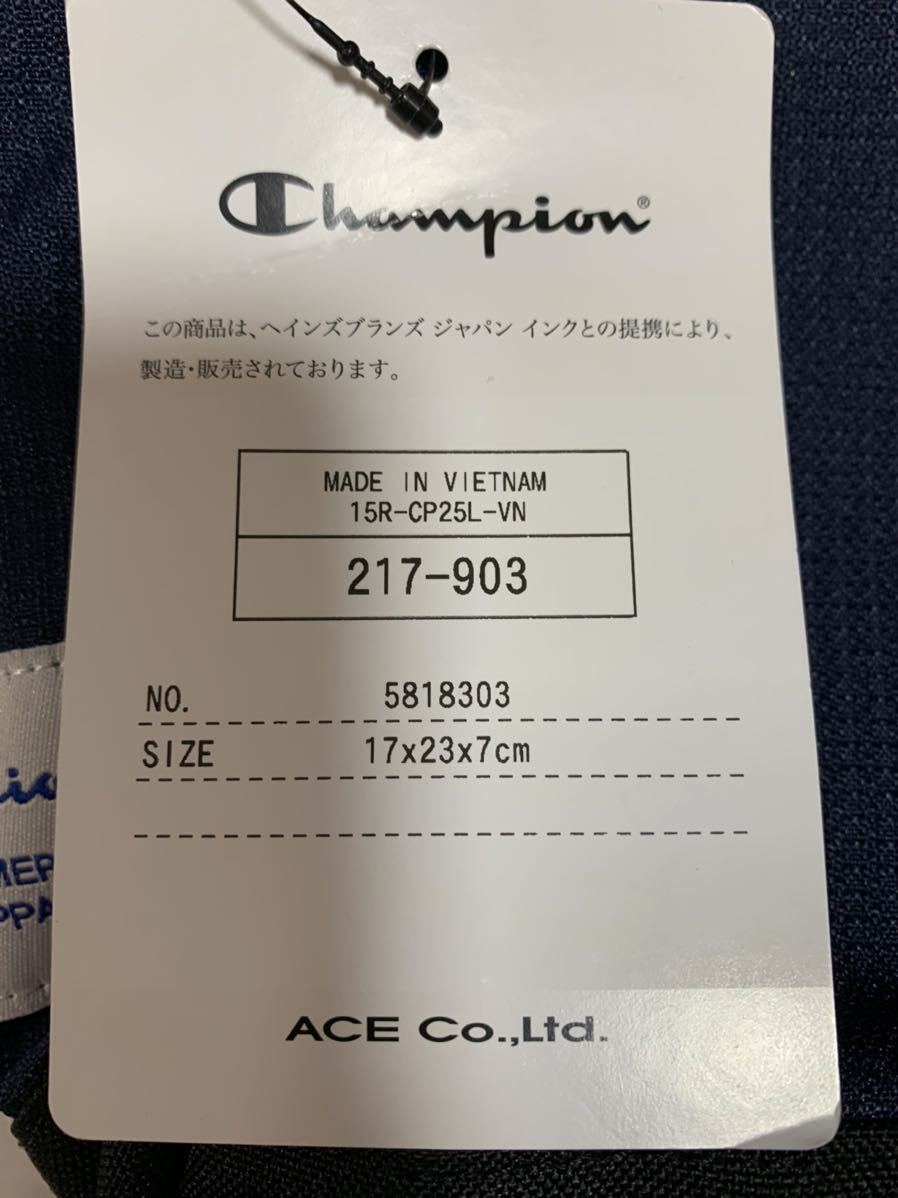 Champion®
この商品は、ヘインズブランズ ジャパン インクとの提携により、
製造・販売されております。
MADE IN VIETNAM
15R-CP25L-VN
217-903
NO. 5818303
SIZE 17x23x7cm
ACE Co.,Ltd.